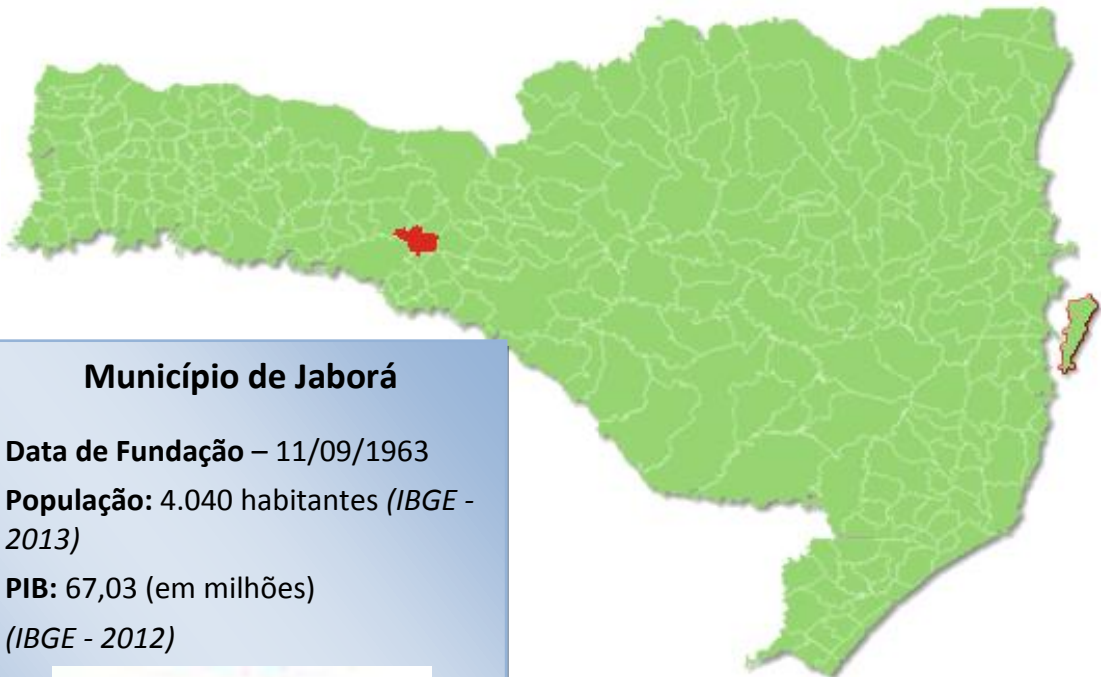 Município de Jaborá
Data de Fundação – 11/09/1963
População: 4.040 habitantes (IBGE -
2013)
PIB: 67,03 (em milhões)
(IBGE - 2012)